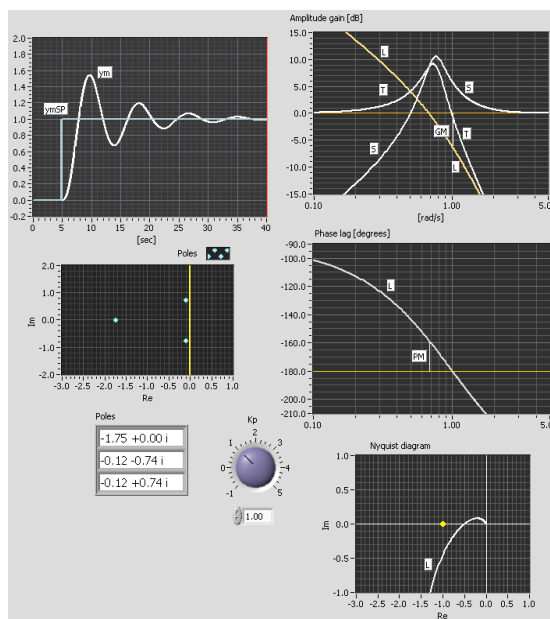 Amplitude gain [dB]
2.0
1.8
1.6
1.4
1.2
1.0
0.8
0.6
0.4
0.2
0.0
-0.2
ym
ymSP
0 5 10 15 20 25 30 35 40
[sec]
15.0
10.0
5.0
0.0
-5.0
-10.0
-15.0
L
T
S
GM
S
T
L
0.10 1.00 5.0
[rad/s]
Poles
2.0
1.0
0.0
-1.0
-2.0
Im
-3.0 -2.5 -2.0 -1.5 -1.0 -0.5 0.0 0.5 1.0
Re
Phase lag [degrees]
-90.0
-100.0
-120.0
-140.0
-160.0
-180.0
-200.0
-210.0
L
PM
0.10 1.00 5.0
Poles
-1.75 +0.00 i
-0.12 -0.74 i
-0.12 +0.74 i
Kp
-1 0 1 2 3 4 5
1.00
Nyquist diagram
1.0
0.5
0.0
-0.5
-1.0
Im
L
-2.0 -1.5 -1.0 -0.5 0.0 0.5 1.0
Re